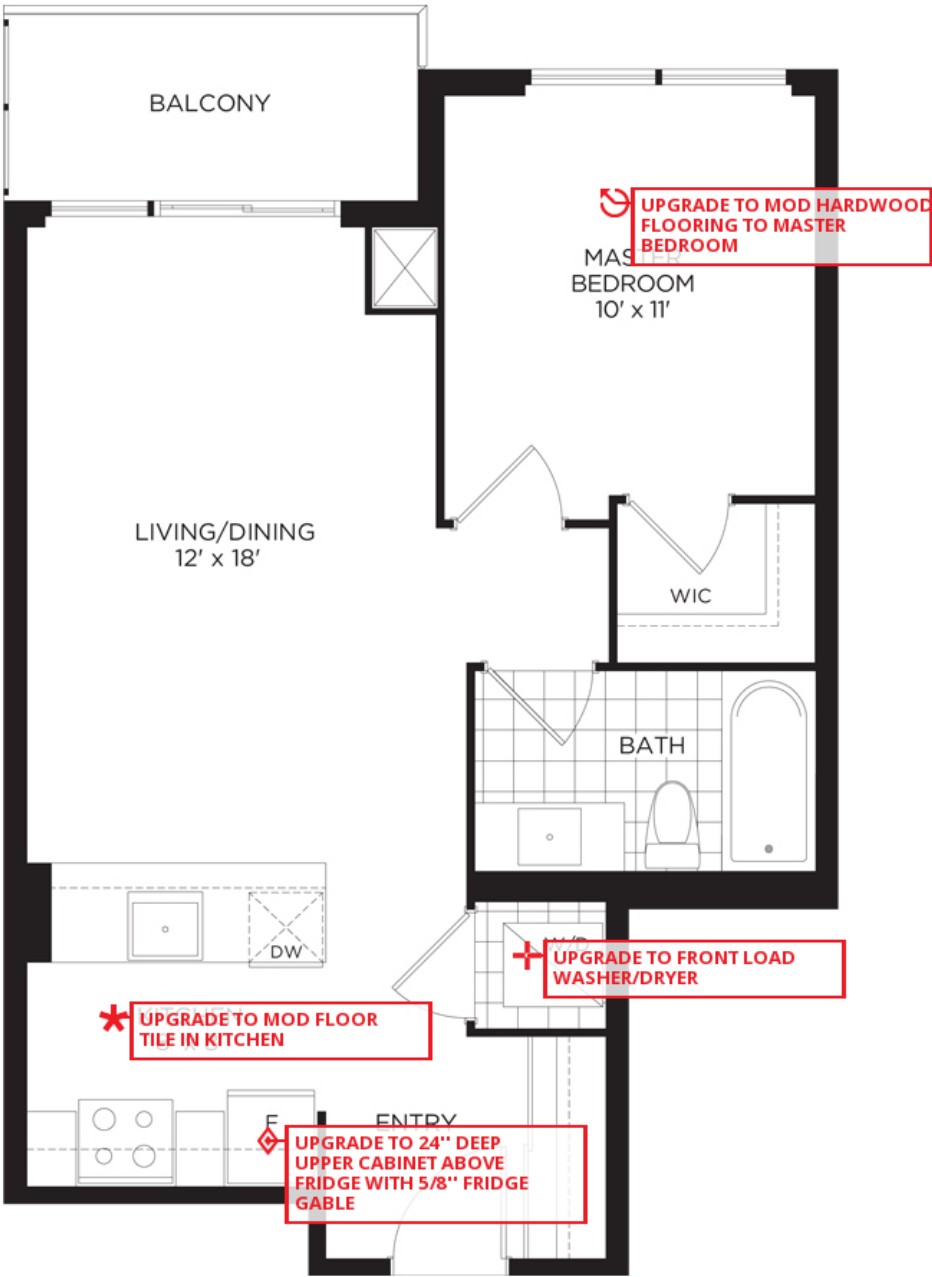 BALCONY
UPGRADE TO MOD HARDWOOD
FLOORING TO MASTER
BEDROOM
MASTER
BEDROOM
10' x 11'
LIVING/DINING
12' x 18'
WIC
BATH
DW
W/D
UPGRADE TO FRONT LOAD
WASHER/DRYER
KITCHEN
UPGRADE TO MOD FLOOR
TILE IN KITCHEN
F
ENTRY
UPGRADE TO 24'' DEEP
UPPER CABINET ABOVE
FRIDGE WITH 5/8'' FRIDGE
GABLE